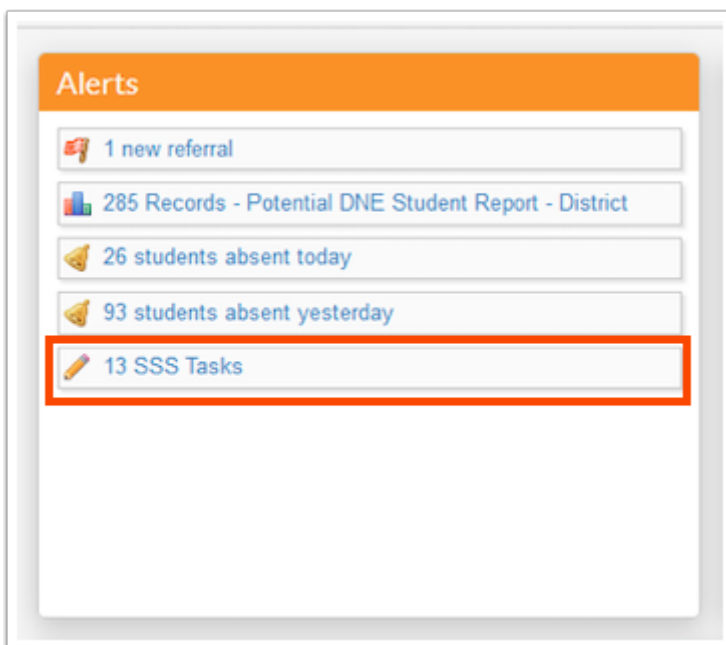 Alerts
1 new referral
285 Records - Potential DNE Student Report - District
26 students absent today
93 students absent yesterday
13 SSS Tasks